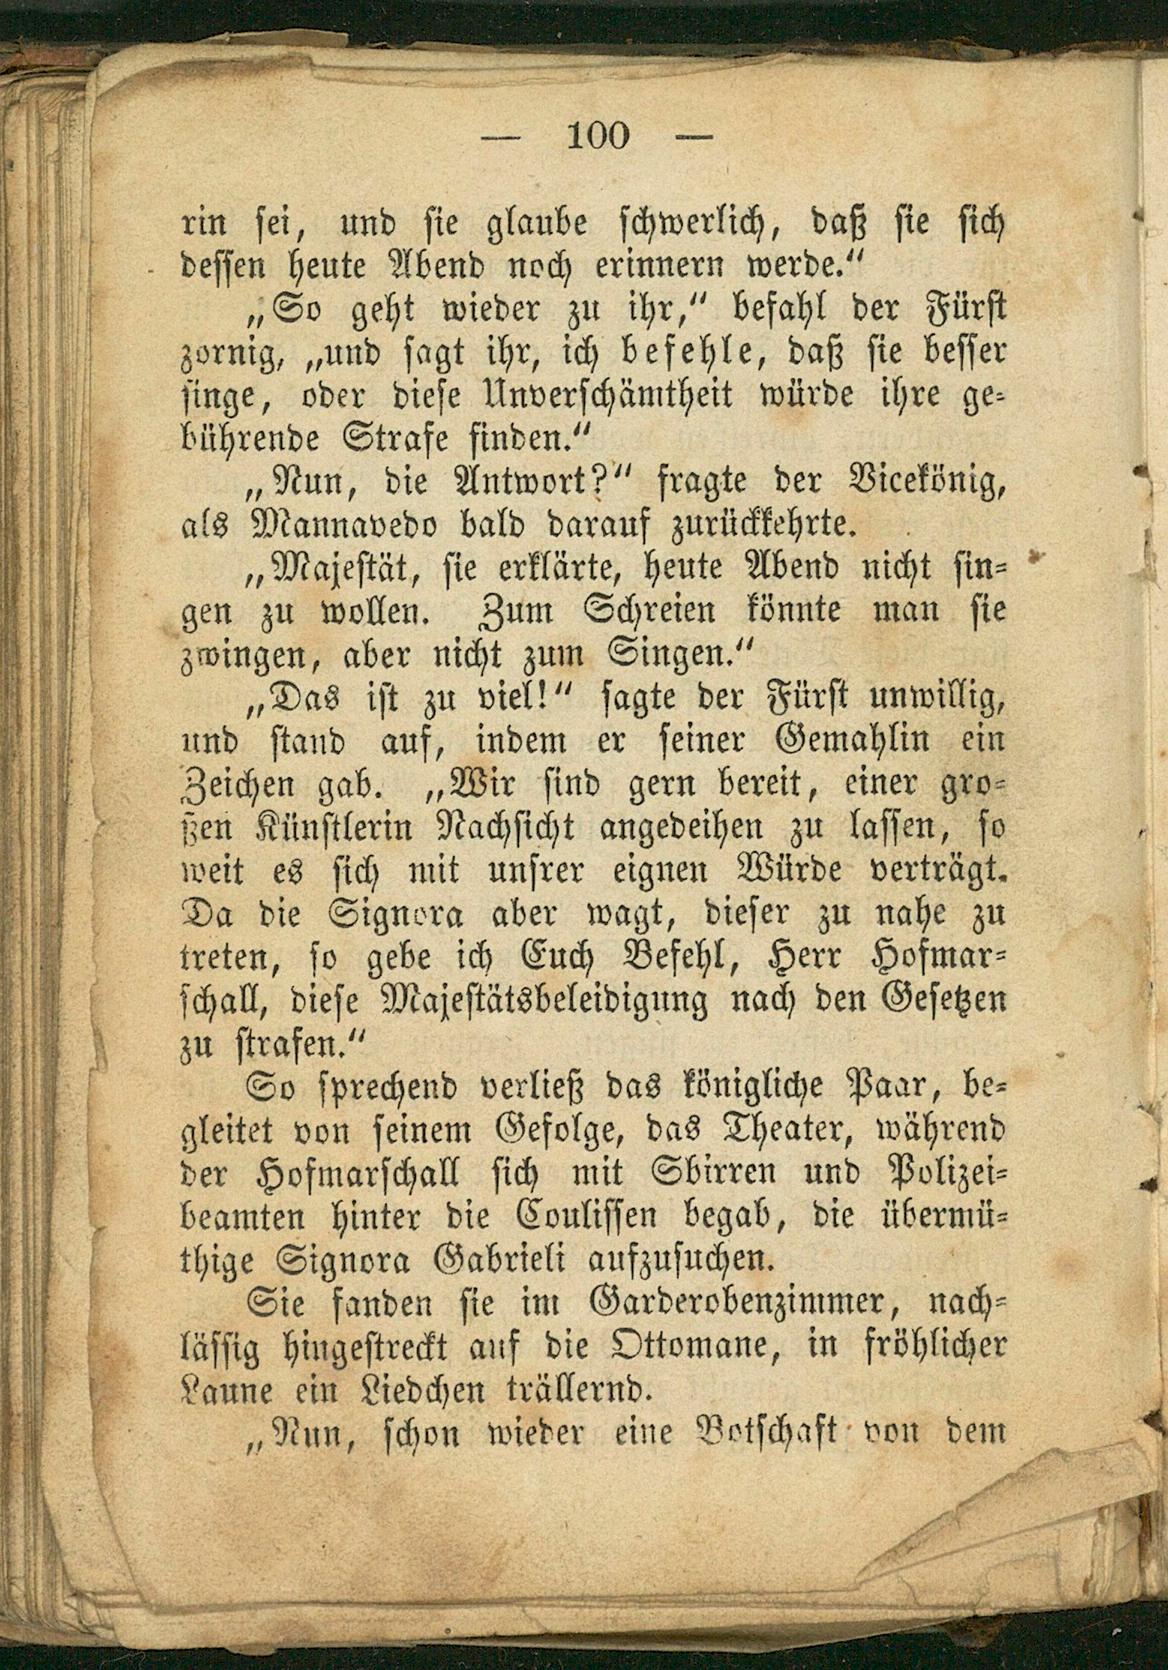 — 100 —
rin sei, und sie glaube schwerlich, daß sie sich
dessen heute Abend noch erinnern werde.“
„So geht wieder zu ihr,“ befahl der Fürst
zornig, „und sagt ihr, ich befehle, daß sie besser
singe, oder diese Unverschämtheit würde ihre ge-
bührende Strafe finden.“
„Nun, die Antwort?“ fragte der Vicekönig,
als Mannavedo bald darauf zurückkehrte.
„Majestät, sie erklärte, heute Abend nicht sin-
gen zu wollen. Zum Schreien könnte man sie
zwingen, aber nicht zum Singen.“
„Das ist zu viel!“ sagte der Fürst unwillig,
und stand auf, indem er seiner Gemahlin ein
Zeichen gab. „Wir sind gern bereit, einer gro-
ßen Künstlerin Nachsicht angedeihen zu lassen, so
weit es sich mit unsrer eignen Würde verträgt.
Da die Signora aber wagt, dieser zu nahe zu
treten, so gebe ich Euch Befehl, Herr Hofmar-
schall, diese Majestätsbeleidigung nach den Gesetzen
zu strafen.“
So sprechend verließ das königliche Paar, be-
gleitet von seinem Gefolge, das Theater, während
der Hofmarschall sich mit Sbirren und Polizei-
beamten hinter die Coulissen begab, die übermü-
thige Signora Gabrieli aufzusuchen.
Sie fanden sie im Garderobenzimmer, nach-
lässig hingestreckt auf die Ottomane, in fröhlicher
Laune ein Liedchen trällernd.
„Nun, schon wieder eine Botschaft von dem